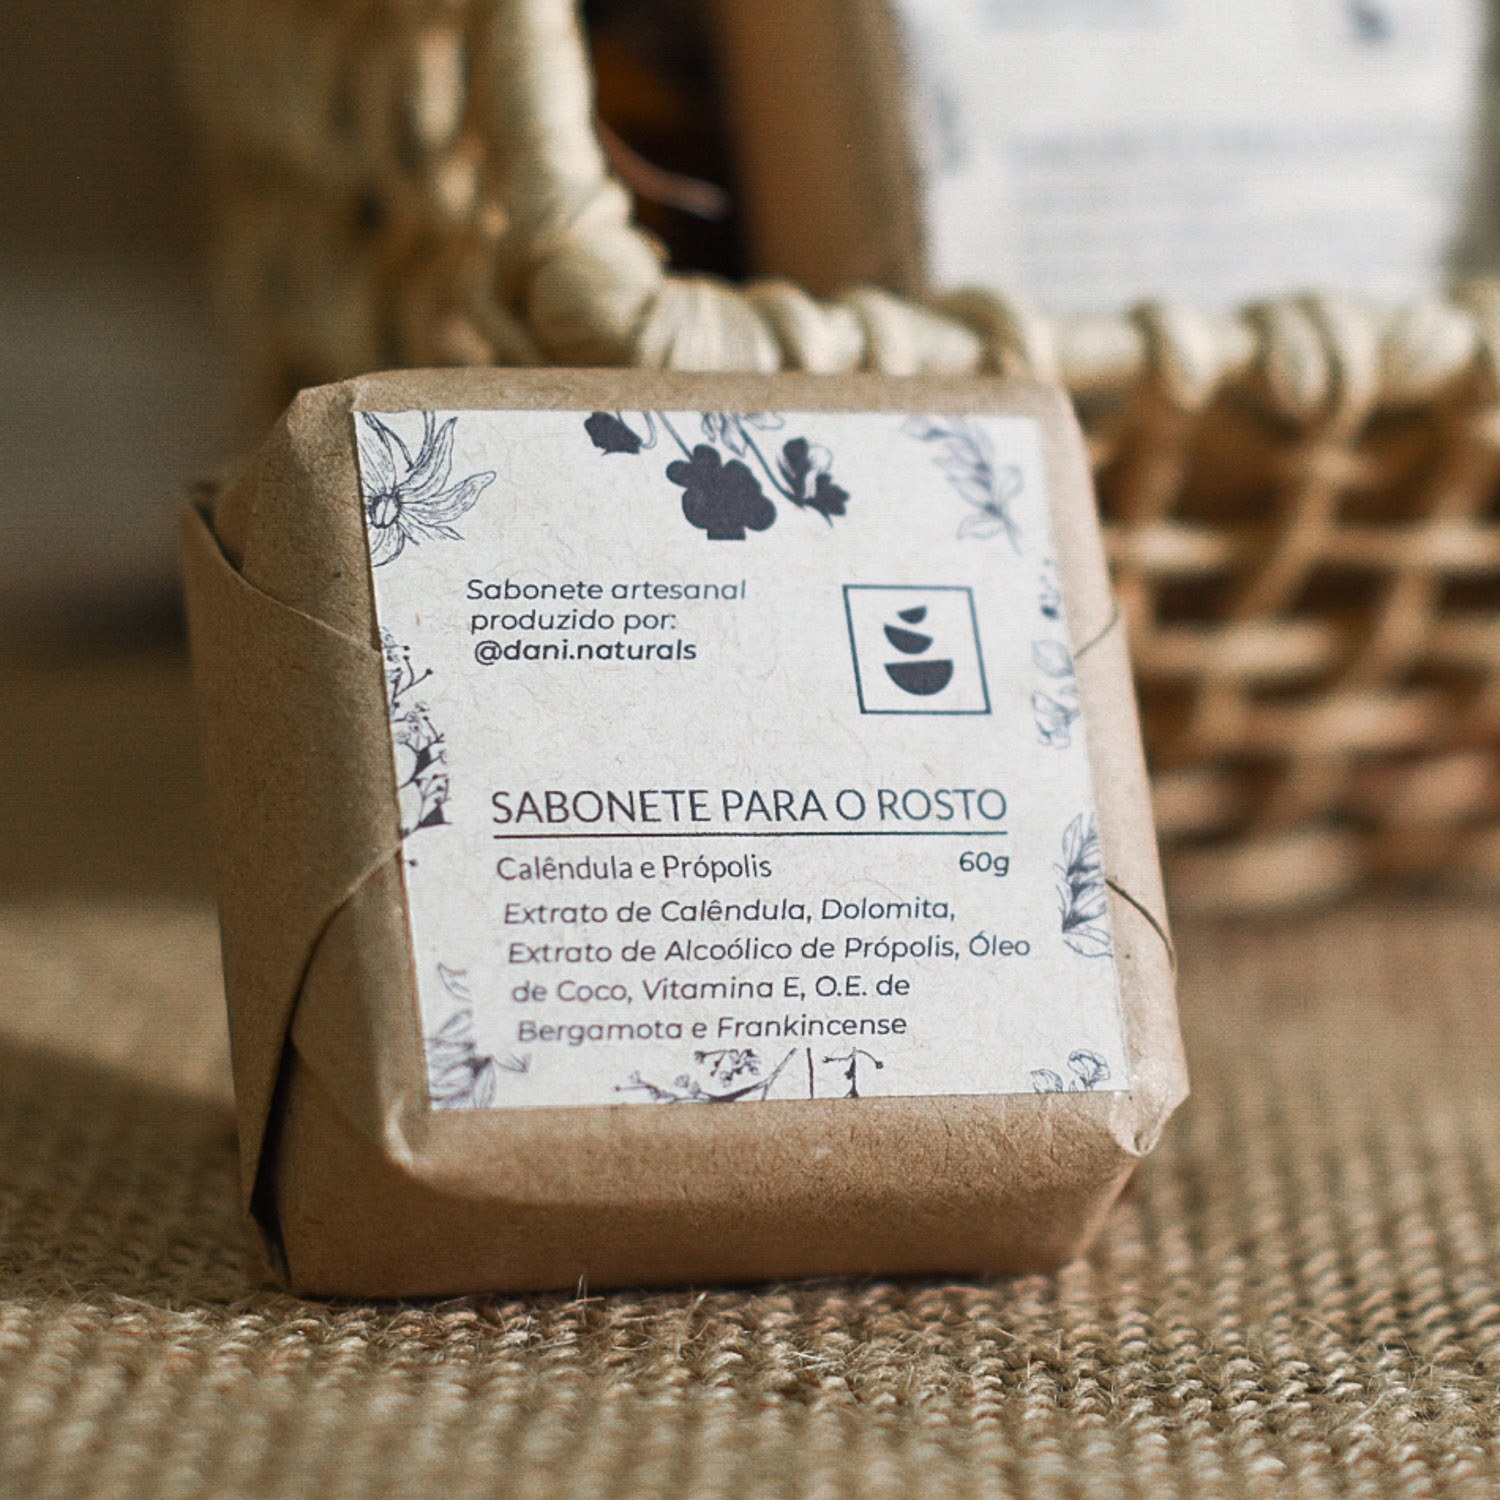 Sabonete artesanal
produzido por:
@dani.naturals
SABONETE PARA O ROSTO
Calêndula e Própolis 60g
Extrato de Calêndula, Dolomita,
Extrato de Alcoólico de Própolis, Óleo
de Coco, Vitamina E, O.E. de
Bergamota e Frankincense